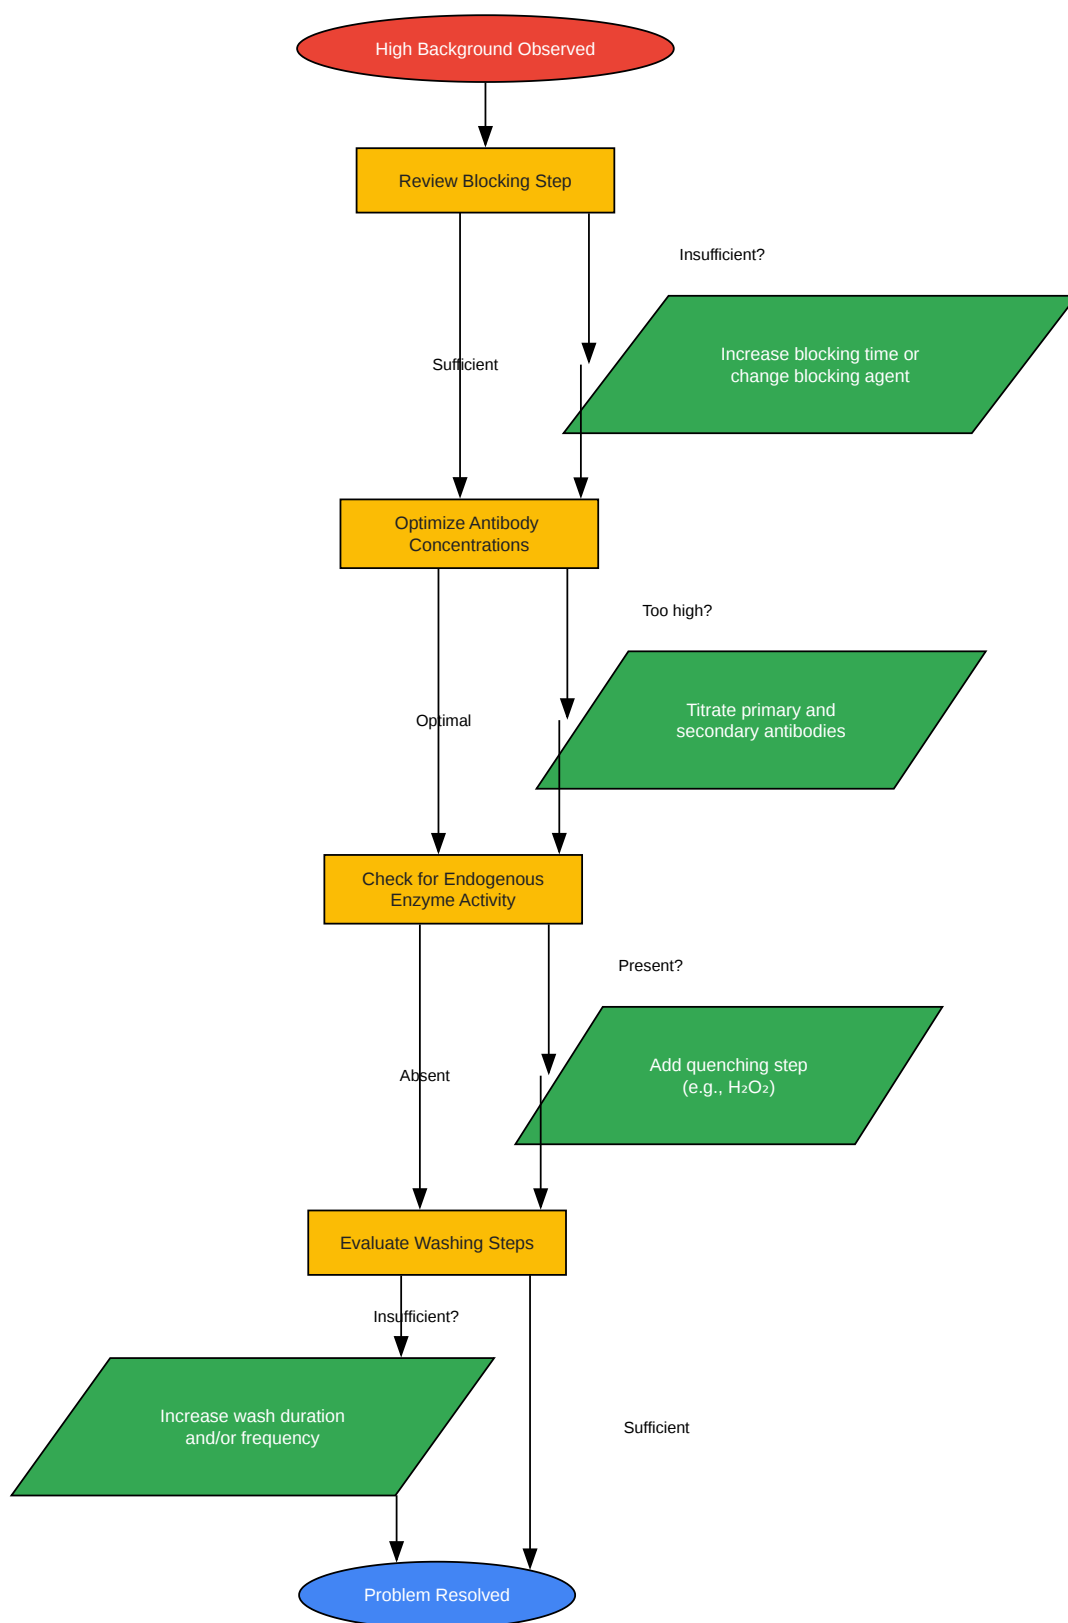 High Background Observed
Review Blocking Step
Insufficient?
Sufficient
Increase blocking time or
change blocking agent
Optimize Antibody
Concentrations
Too high?
Optimal
Titrate primary and
secondary antibodies
Check for Endogenous
Enzyme Activity
Present?
Absent
Add quenching step
(e.g., H₂O₂)
Evaluate Washing Steps
Insufficient?
Increase wash duration
and/or frequency
Sufficient
Problem Resolved